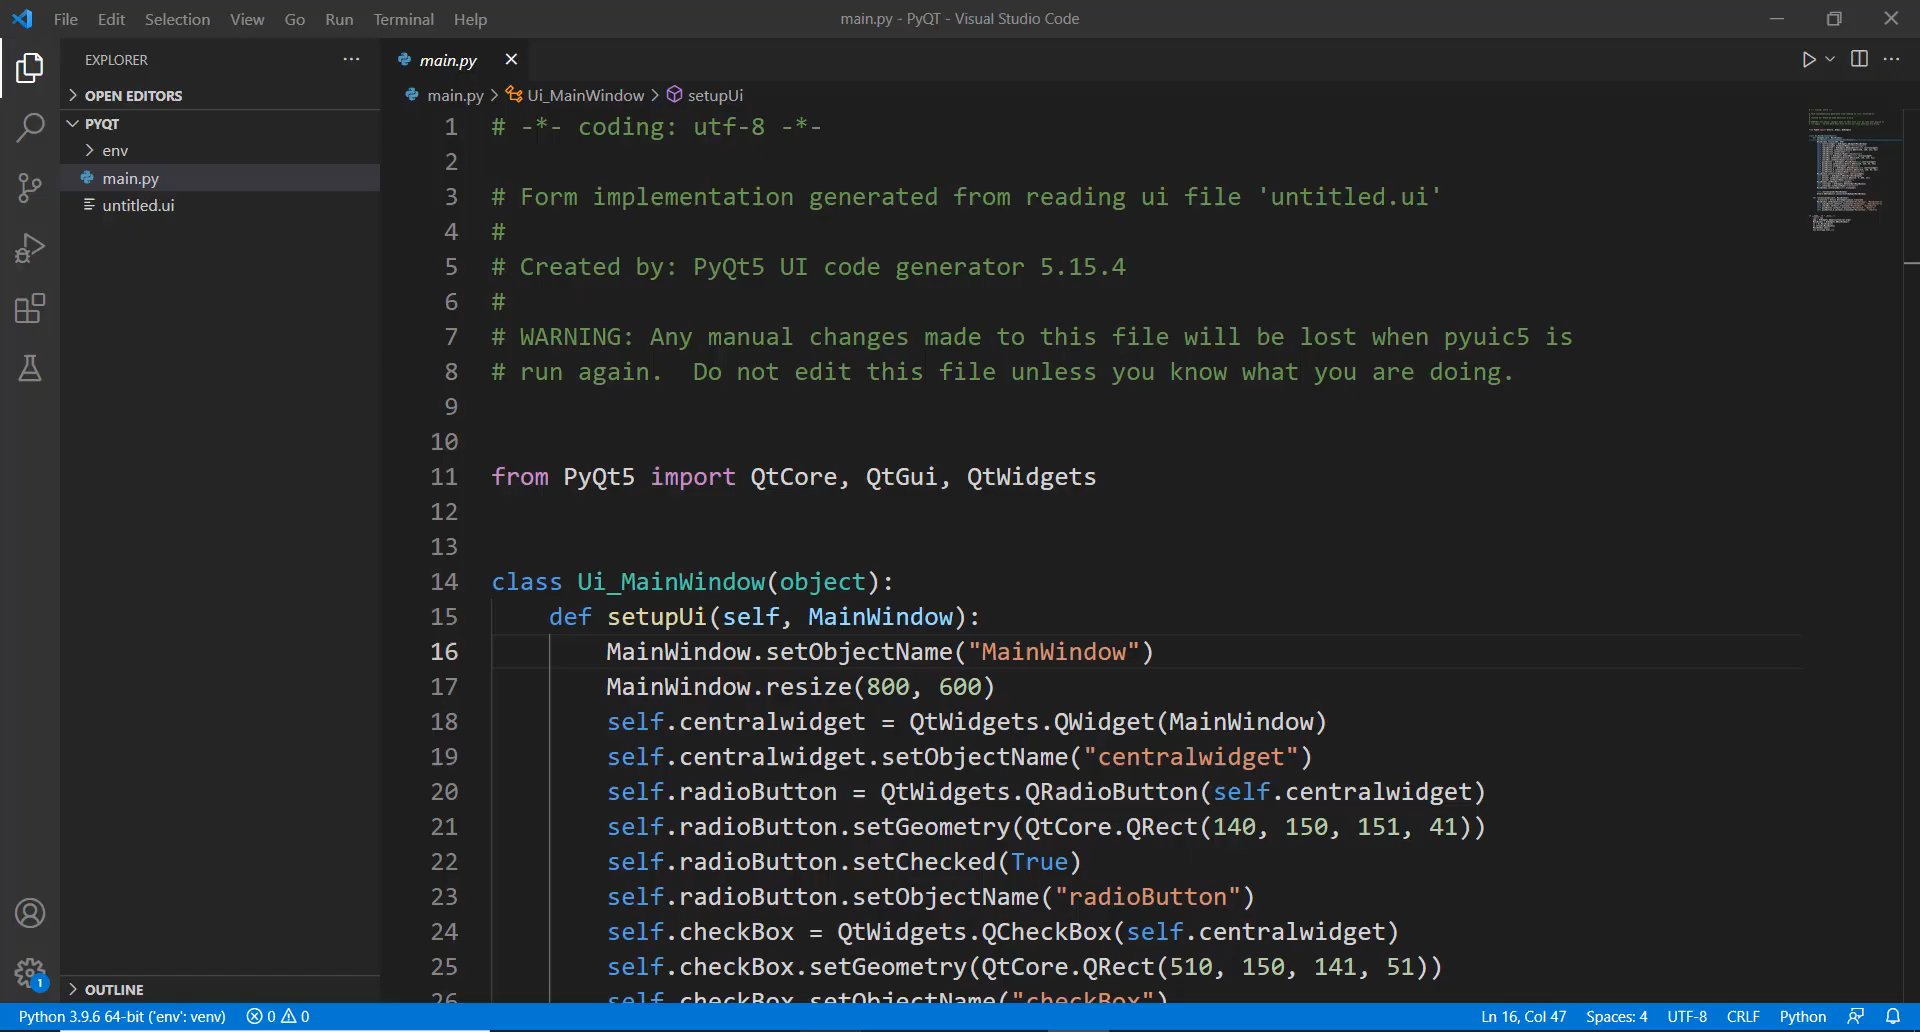 File Edit Selection View Go Run Terminal Help
main.py - PyQT - Visual Studio Code
EXPLORER
OPEN EDITORS
PYQT
env
main.py
untitled.ui
OUTLINE
1
main.py
main.py > Ui_MainWindow > setupUi
1 # -*- coding: utf-8 -*-
2
3 # Form implementation generated from reading ui file 'untitled.ui'
4 #
5 # Created by: PyQt5 UI code generator 5.15.4
6 #
7 # WARNING: Any manual changes made to this file will be lost when pyuic5 is
8 # run again.  Do not edit this file unless you know what you are doing.
9
10
11 from PyQt5 import QtCore, QtGui, QtWidgets
12
13
14 class Ui_MainWindow(object):
15     def setupUi(self, MainWindow):
16         MainWindow.setObjectName("MainWindow")
17         MainWindow.resize(800, 600)
18         self.centralwidget = QtWidgets.QWidget(MainWindow)
19         self.centralwidget.setObjectName("centralwidget")
20         self.radioButton = QtWidgets.QRadioButton(self.centralwidget)
21         self.radioButton.setGeometry(QtCore.QRect(140, 150, 151, 41))
22         self.radioButton.setChecked(True)
23         self.radioButton.setObjectName("radioButton")
24         self.checkBox = QtWidgets.QCheckBox(self.centralwidget)
25         self.checkBox.setGeometry(QtCore.QRect(510, 150, 141, 51))
26         self.checkBox.setObjectName("checkBox")
Python 3.9.6 64-bit ('env': venv) 0 0 Ln 16, Col 47 Spaces: 4 UTF-8 CRLF Python